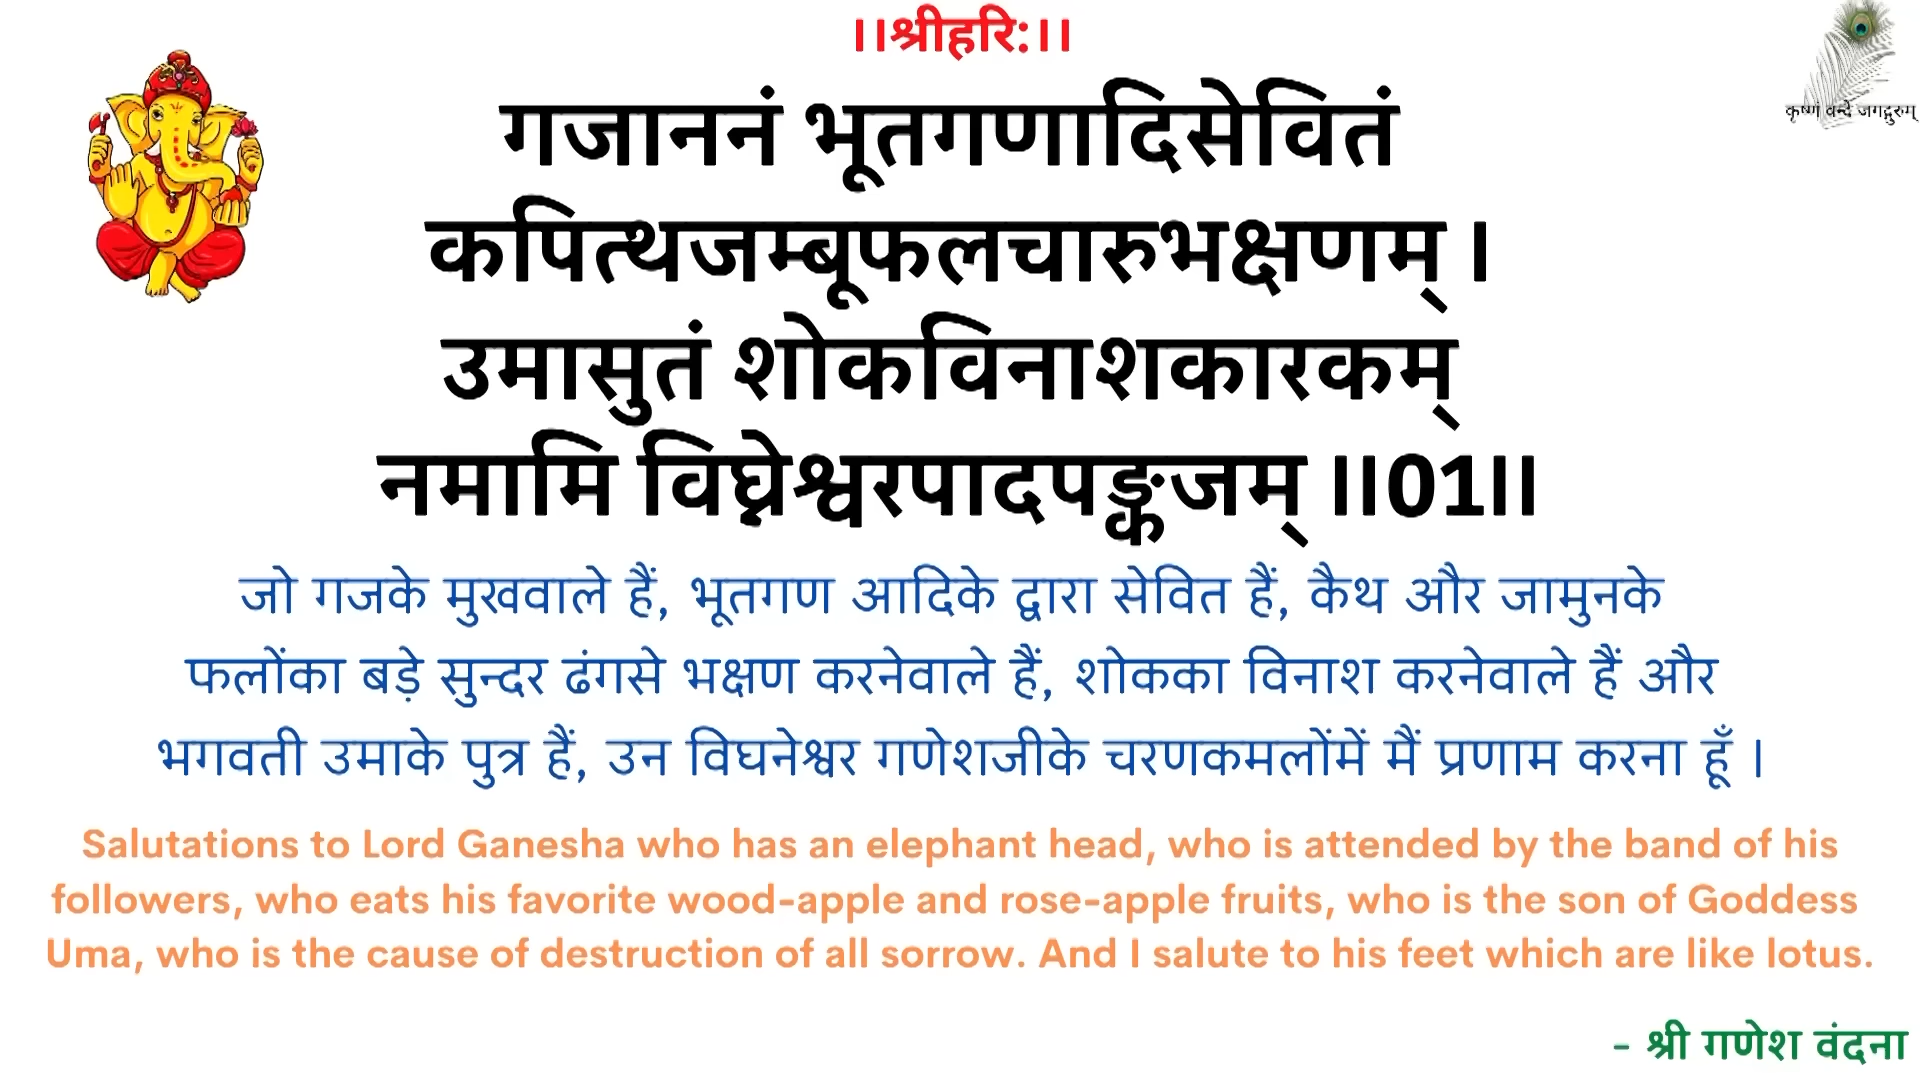 ।।श्रीहरि:।।
कृष्णं वन्दे जगद्गुरुम्
गजाननं भूतगणादिसेवितं
कपित्थजम्बूफलचारुभक्षणम् ।
उमासुतं शोकविनाशकारकम्
नमामि विघ्नेश्वरपादपङ्कजम् ।।01।।
जो गजके मुखवाले हैं, भूतगण आदिके द्वारा सेवित हैं, कैथ और जामुनके
फलोंका बड़े सुन्दर ढंगसे भक्षण करनेवाले हैं, शोकका विनाश करनेवाले हैं और
भगवती उमाके पुत्र हैं, उन विघनेश्वर गणेशजीके चरणकमलोंमें मैं प्रणाम करना हूँ ।
Salutations to Lord Ganesha who has an elephant head, who is attended by the band of his
followers, who eats his favorite wood-apple and rose-apple fruits, who is the son of Goddess
Uma, who is the cause of destruction of all sorrow. And I salute to his feet which are like lotus.
- श्री गणेश वंदना